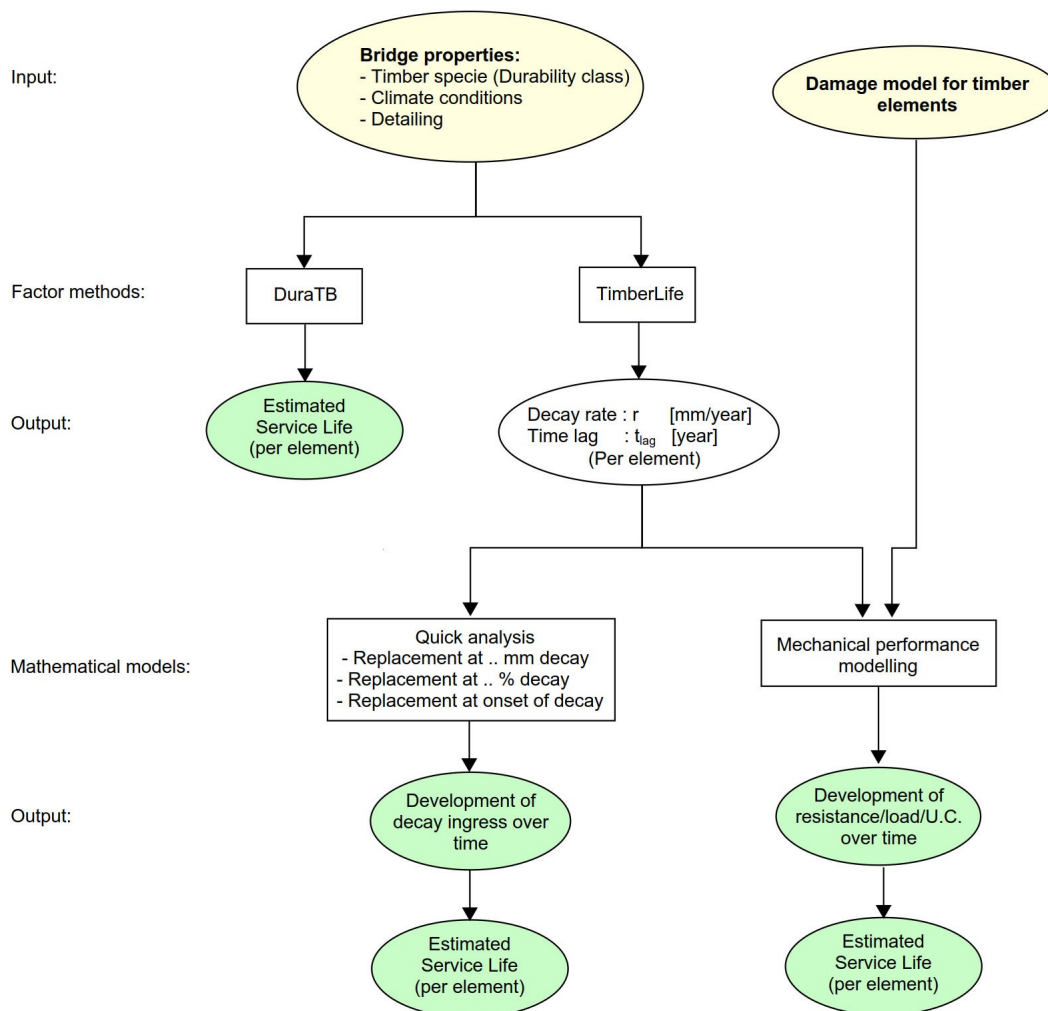 Input:
Bridge properties:
- Timber specie (Durability class)
- Climate conditions
- Detailing
Damage model for timber
elements
Factor methods:
DuraTB
TimberLife
Output:
Estimated
Service Life
(per element)
Decay rate : r [mm/year]
Time lag : tlag [year]
(Per element)
Mathematical models:
Quick analysis
- Replacement at .. mm decay
- Replacement at .. % decay
- Replacement at onset of decay
Mechanical performance
modelling
Output:
Development of
decay ingress over
time
Development of
resistance/load/U.C.
over time
Estimated
Service Life
(per element)
Estimated
Service Life
(per element)